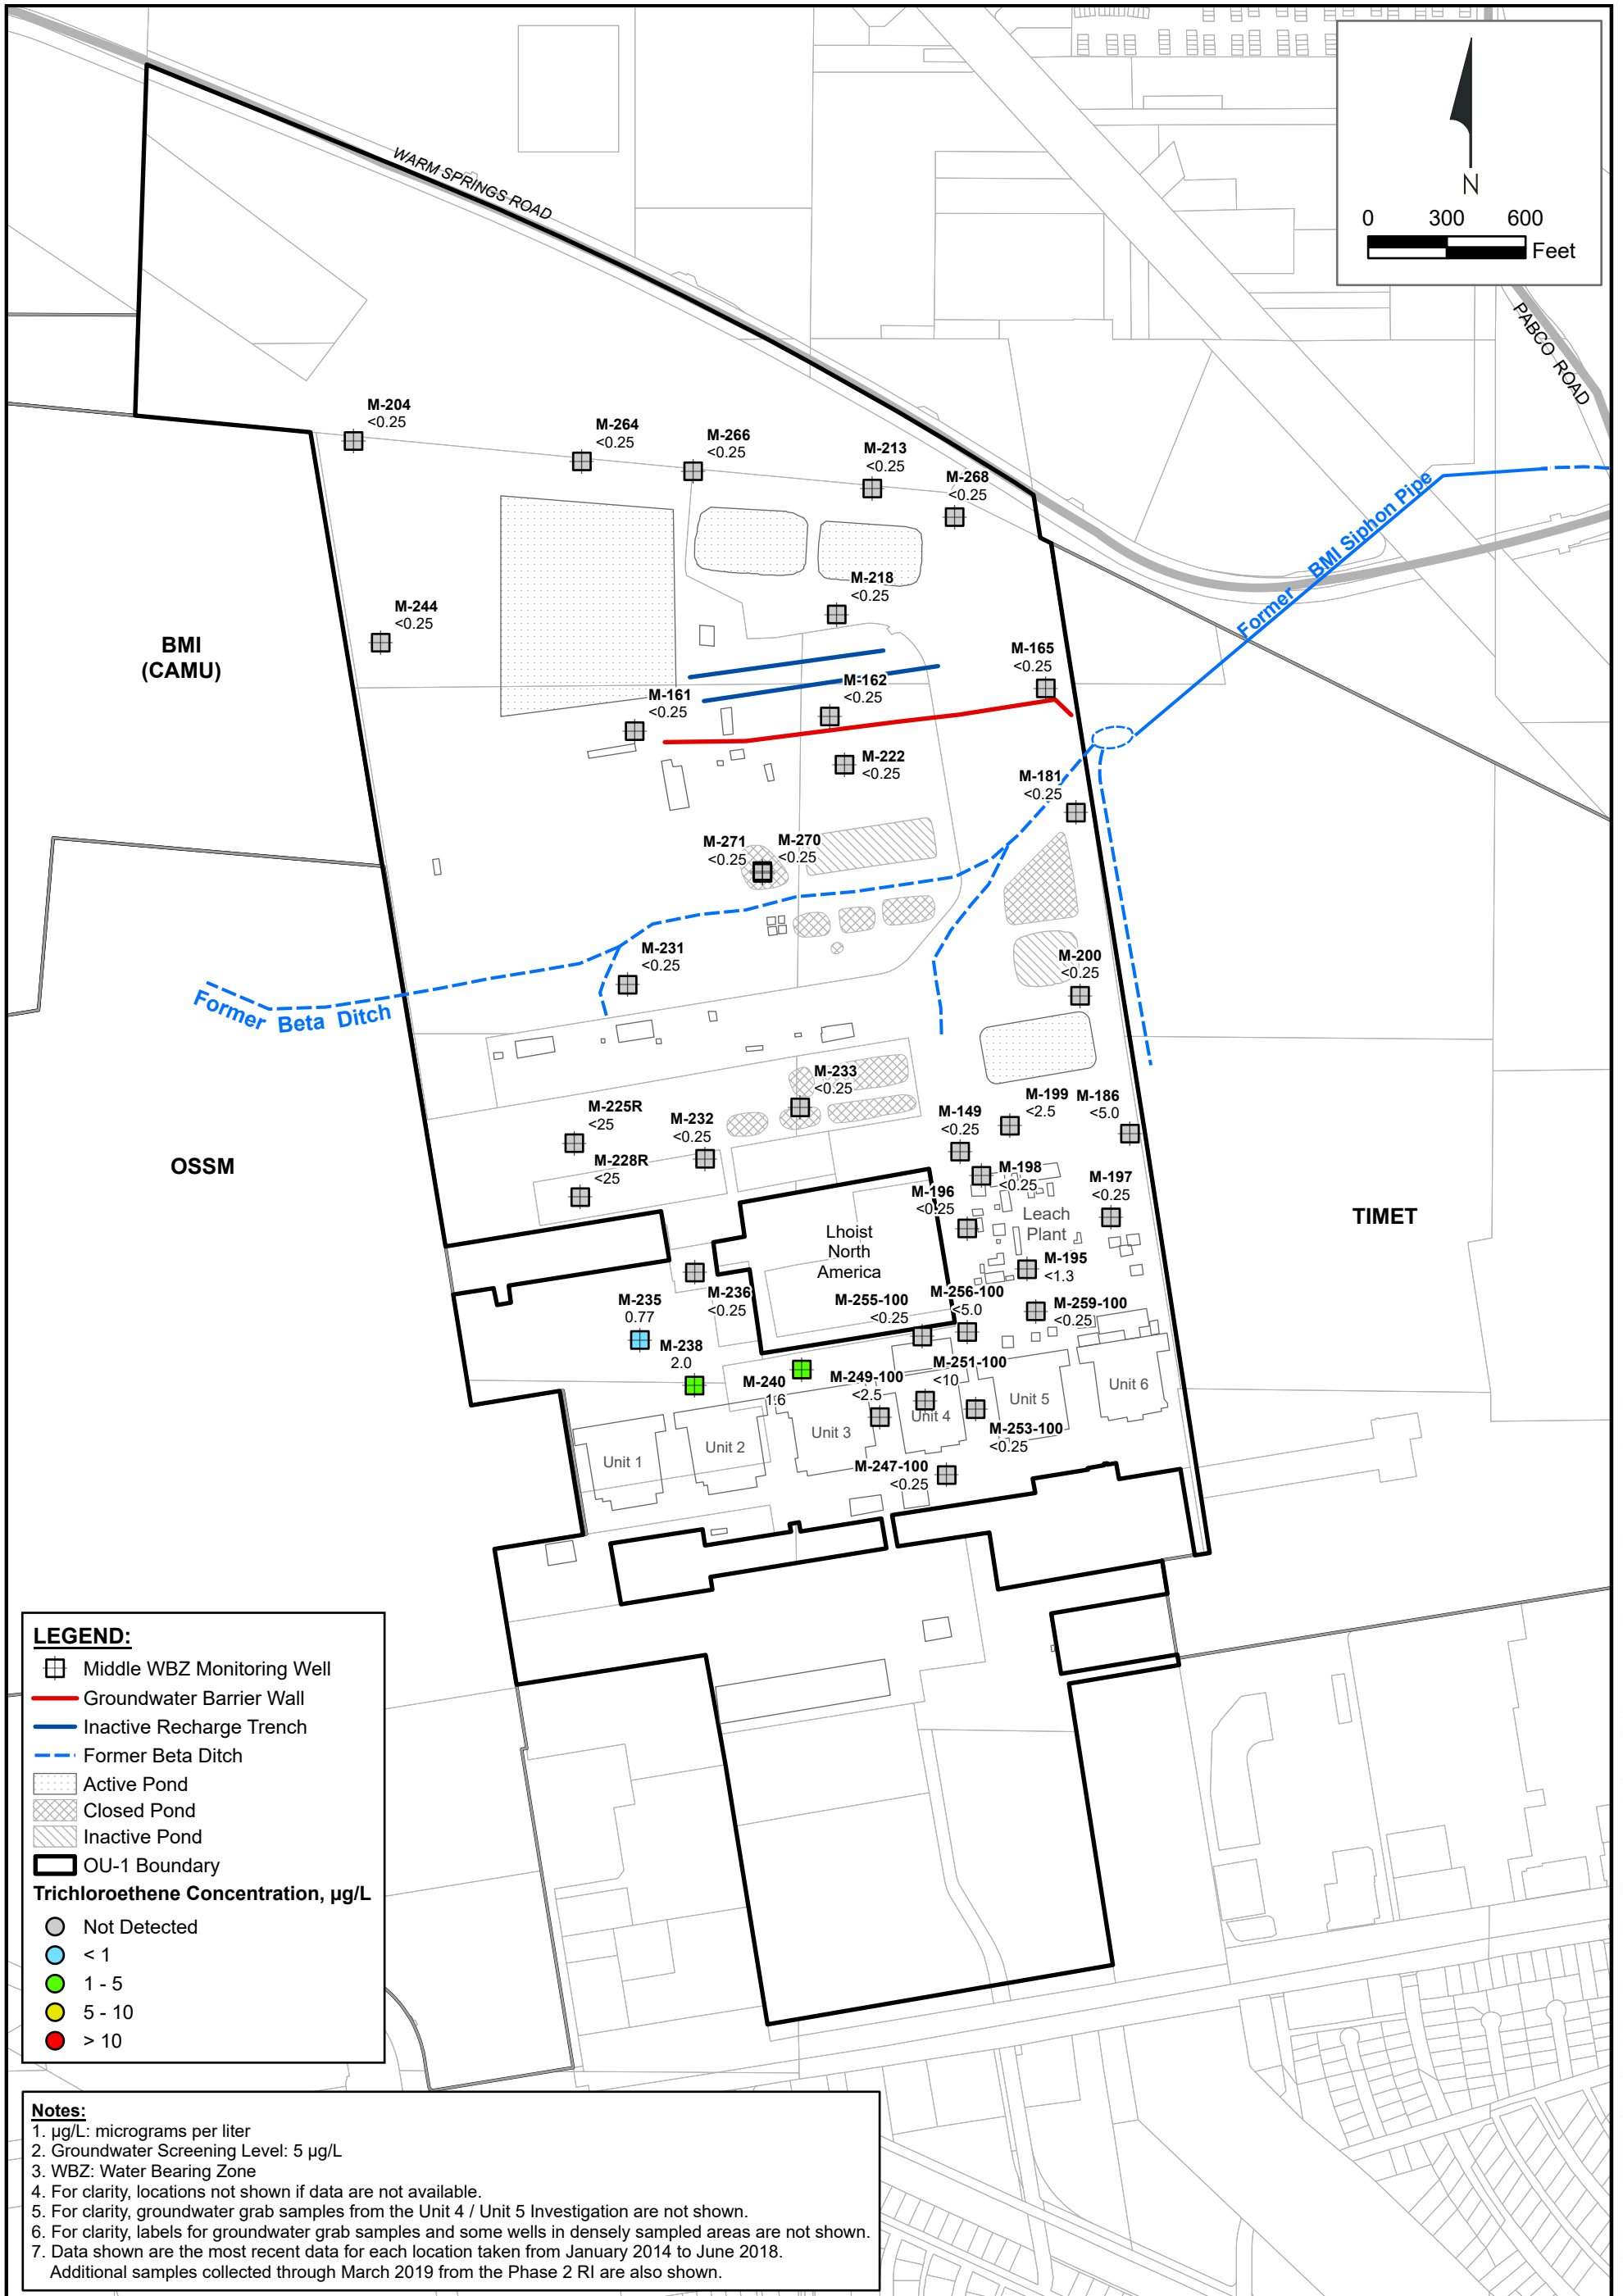 WARM SPRINGS ROAD
N
0 300 600
Feet
PABCO ROAD
M-204
<0.25
M-264
<0.25
M-266
<0.25
M-213
<0.25
M-268
<0.25
Former BMI Siphon Pipe
M-218
<0.25
M-244
<0.25
BMI
(CAMU)
M-165
<0.25
M-161
<0.25
M-162
<0.25
M-222
<0.25
M-181
<0.25
M-271
<0.25
M-270
<0.25
M-231
<0.25
M-200
<0.25
Former Beta Ditch
M-233
<0.25
M-225R
<25
M-232
<0.25
M-149
<0.25
M-199
<2.5
M-186
<5.0
OSSM
M-228R
<25
M-198
<0.25
M-197
<0.25
M-196
<0.25
Leach
Plant
TIMET
Lhoist
North
America
M-195
<1.3
M-236
<0.25
M-235
0.77
M-255-100
<0.25
M-256-100
<5.0
M-259-100
<0.25
M-238
2.0
M-240
1.6
M-249-100
<2.5
M-251-100
<10
M-253-100
<0.25
Unit 1
Unit 2
Unit 3
Unit 4
Unit 5
Unit 6
M-247-100
<0.25
LEGEND:
Middle WBZ Monitoring Well
Groundwater Barrier Wall
Inactive Recharge Trench
Former Beta Ditch
Active Pond
Closed Pond
Inactive Pond
OU-1 Boundary
Trichloroethene Concentration, µg/L
Not Detected
< 1
1 - 5
5 - 10
> 10
Notes:
1. µg/L: micrograms per liter
2. Groundwater Screening Level: 5 µg/L
3. WBZ: Water Bearing Zone
4. For clarity, locations not shown if data are not available.
5. For clarity, groundwater grab samples from the Unit 4 / Unit 5 Investigation are not shown.
6. For clarity, labels for groundwater grab samples and some wells in densely sampled areas are not shown.
7. Data shown are the most recent data for each location taken from January 2014 to June 2018.
Additional samples collected through March 2019 from the Phase 2 RI are also shown.